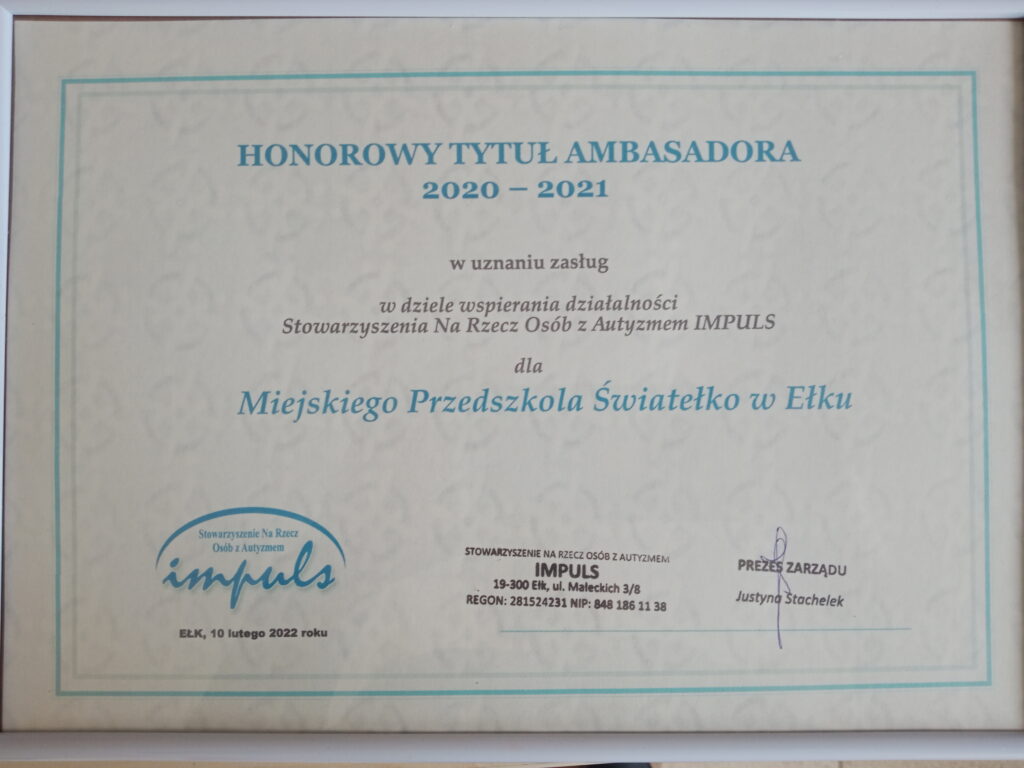 HONOROWY TYTUŁ AMBASADORA
2020 – 2021
w uznaniu zasług
w dziele wspierania działalności
Stowarzyszenia Na Rzecz Osób z Autyzmem IMPULS
dla
Miejskiego Przedszkola Światełko w Ełku
Stowarzyszenie Na Rzecz
Osób z Autyzmem
impuls
EŁK, 10 lutego 2022 roku
STOWARZYSZENIE NA RZECZ OSÓB Z AUTYZMEM
IMPULS
19-300 Ełk, ul. Małeckich 3/8
REGON: 281524231 NIP: 848 186 11 38
PREZES ZARZĄDU
Justyna Stachelek